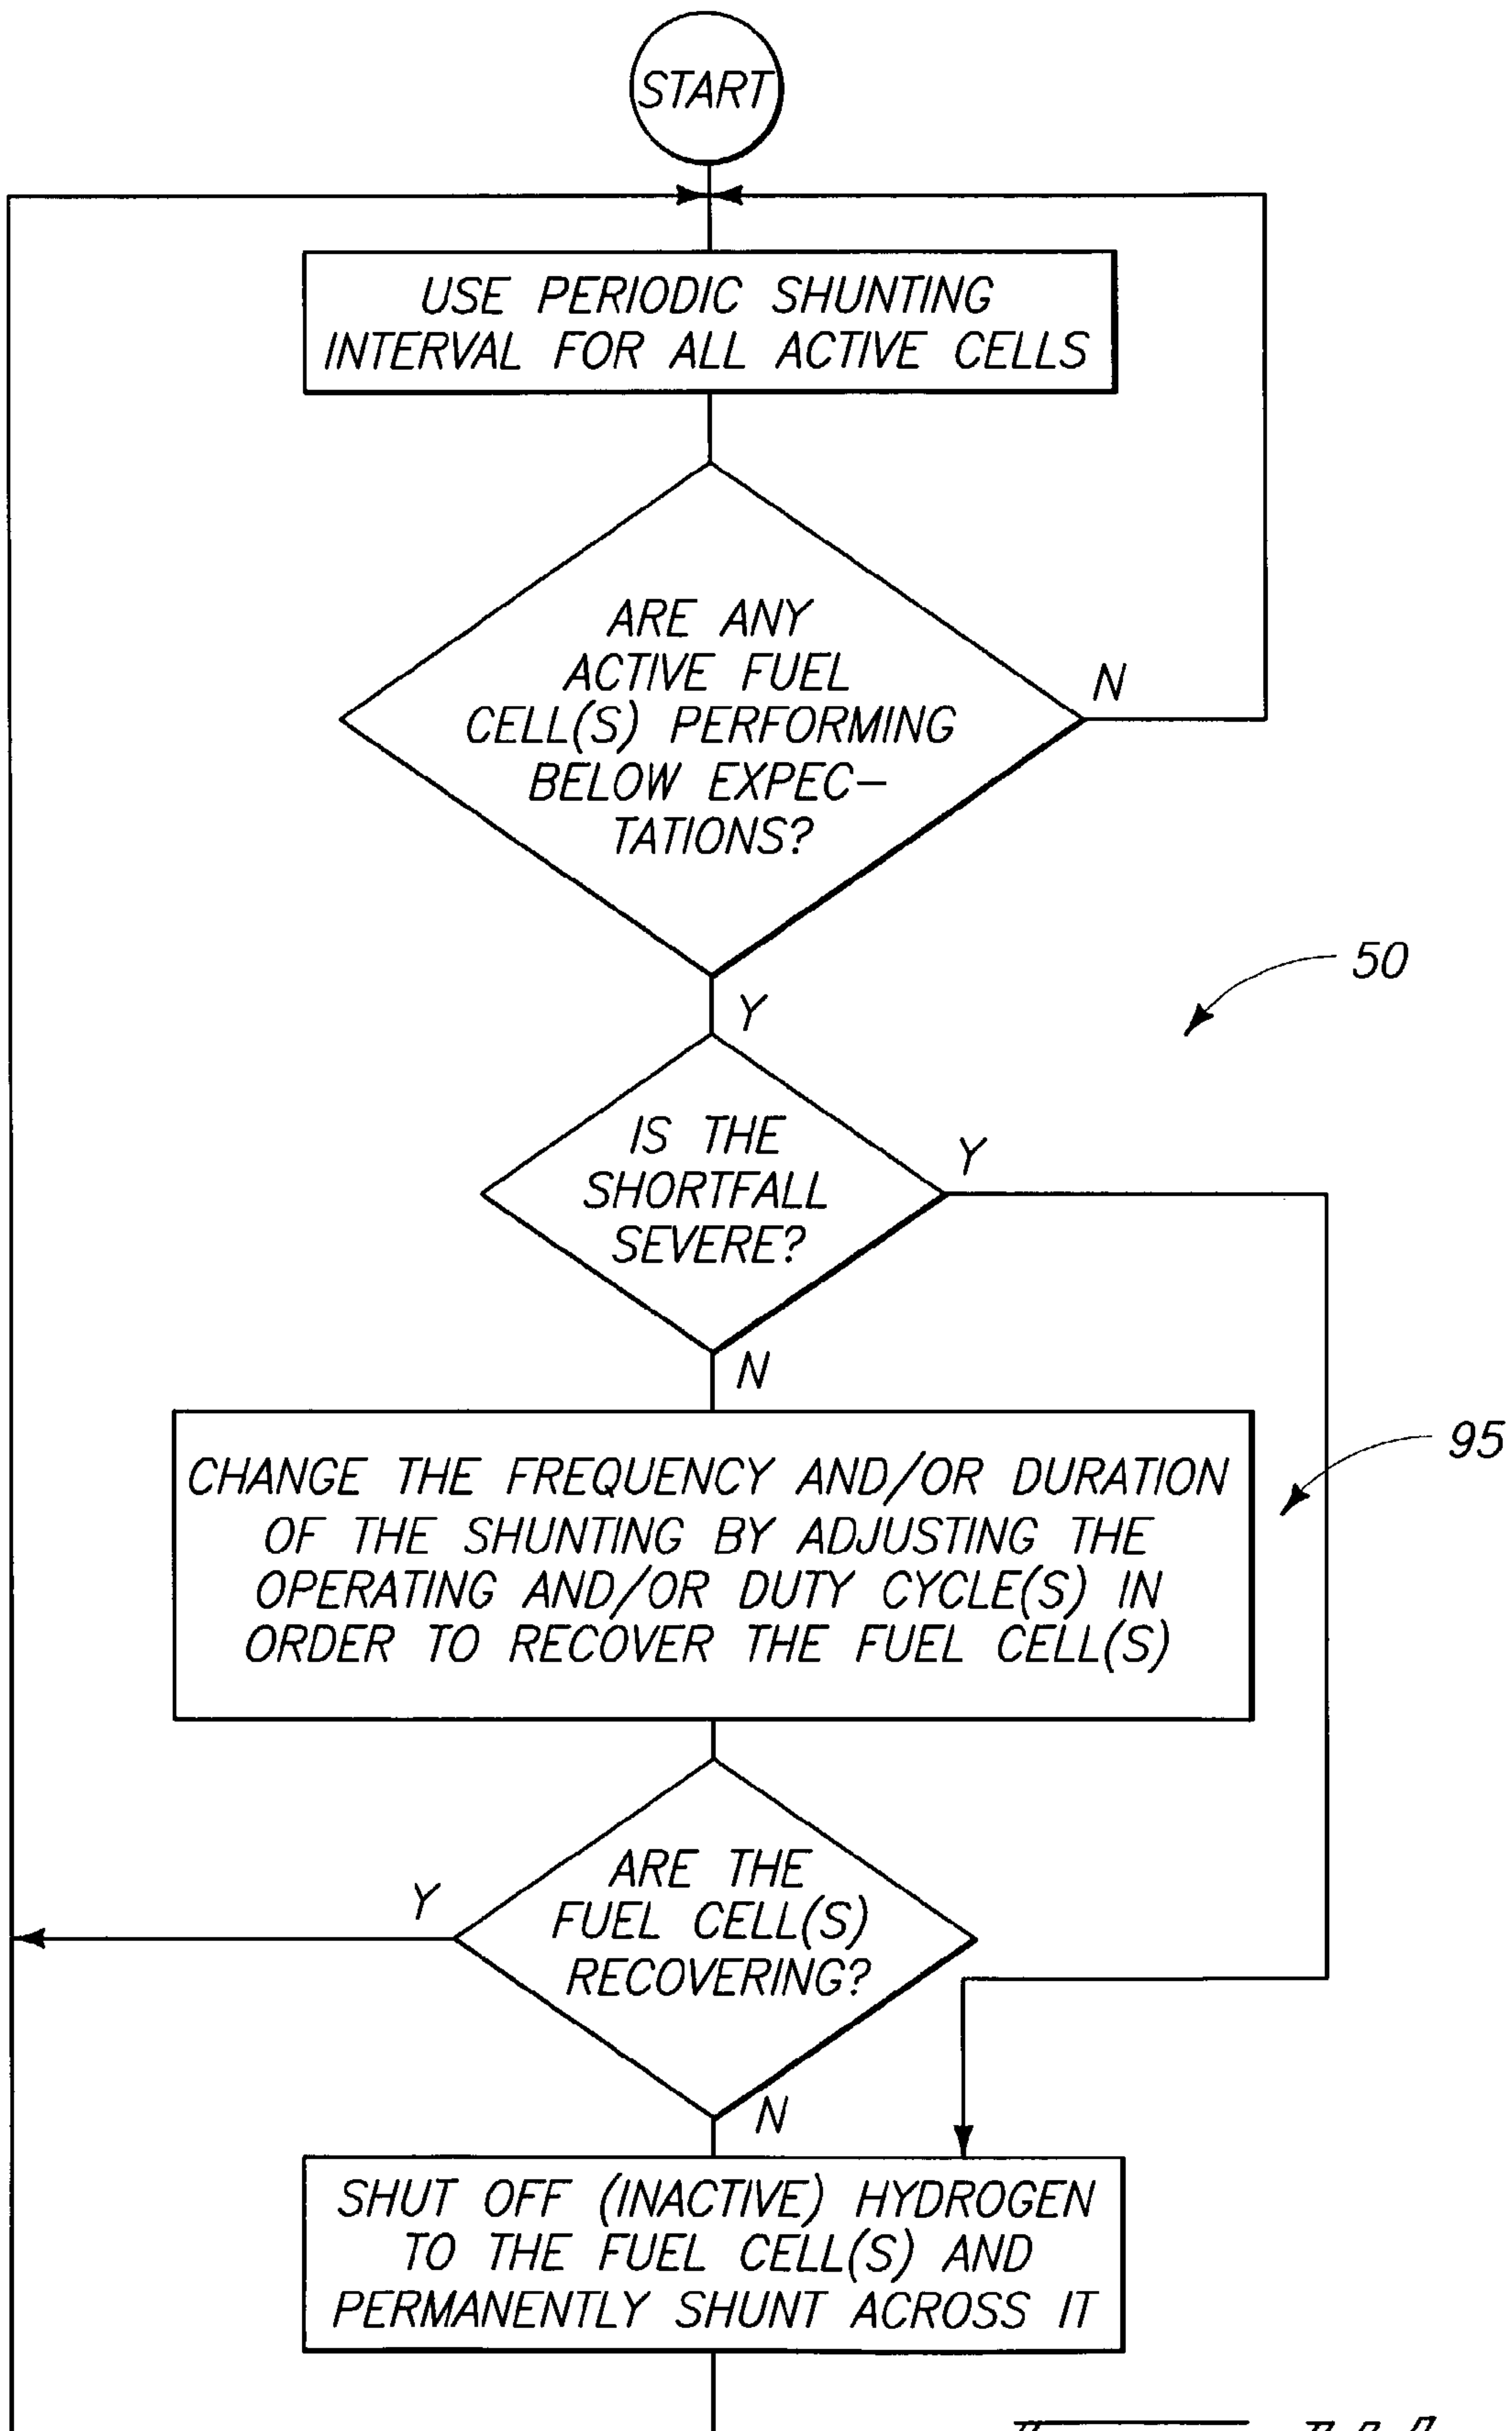 START
USE PERIODIC SHUNTING
INTERVAL FOR ALL ACTIVE CELLS
ARE ANY
ACTIVE FUEL
CELL(S) PERFORMING
BELOW EXPEC-
TATIONS?
N
Y
50
IS THE
SHORTFALL
SEVERE?
Y
N
CHANGE THE FREQUENCY AND/OR DURATION
OF THE SHUNTING BY ADJUSTING THE
OPERATING AND/OR DUTY CYCLE(S) IN
ORDER TO RECOVER THE FUEL CELL(S)
95
ARE THE
FUEL CELL(S)
RECOVERING?
Y
N
SHUT OFF (INACTIVE) HYDROGEN
TO THE FUEL CELL(S) AND
PERMANENTLY SHUNT ACROSS IT